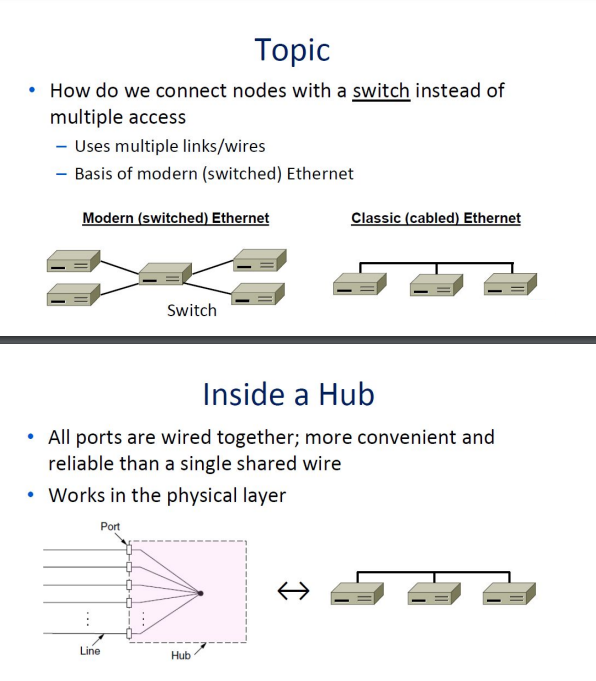 Topic
• How do we connect nodes with a switch instead of
multiple access
– Uses multiple links/wires
– Basis of modern (switched) Ethernet
Modern (switched) Ethernet
Classic (cabled) Ethernet
Switch
Inside a Hub
• All ports are wired together; more convenient and
reliable than a single shared wire
• Works in the physical layer
Port
Line
Hub